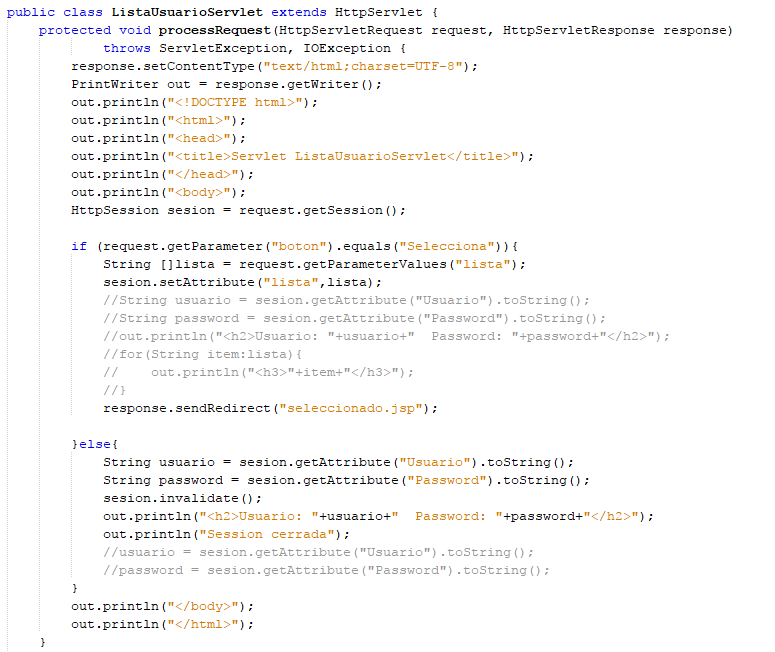 public class ListaUsuarioServlet extends HttpServlet {
    protected void processRequest(HttpServletRequest request, HttpServletResponse response)
            throws ServletException, IOException {
        response.setContentType("text/html;charset=UTF-8");
        PrintWriter out = response.getWriter();
        out.println("<!DOCTYPE html>");
        out.println("<html>");
        out.println("<head>");
        out.println("<title>Servlet ListaUsuarioServlet</title>");
        out.println("</head>");
        out.println("<body>");
        HttpSession sesion = request.getSession();

        if (request.getParameter("boton").equals("Selecciona")){
            String []lista = request.getParameterValues("lista");
            sesion.setAttribute("lista",lista);
            //String usuario = sesion.getAttribute("Usuario").toString();
            //String password = sesion.getAttribute("Password").toString();
            //out.println("<h2>Usuario: "+usuario+"  Password: "+password+"</h2>");
            //for(String item:lista){
            //    out.println("<h3>"+item+"</h3>");
            //}
            response.sendRedirect("seleccionado.jsp");

        }else{
            String usuario = sesion.getAttribute("Usuario").toString();
            String password = sesion.getAttribute("Password").toString();
            sesion.invalidate();
            out.println("<h2>Usuario: "+usuario+"  Password: "+password+"</h2>");
            out.println("Session cerrada");
            //usuario = sesion.getAttribute("Usuario").toString();
            //password = sesion.getAttribute("Password").toString();
        }
        out.println("</body>");
        out.println("</html>");
    }